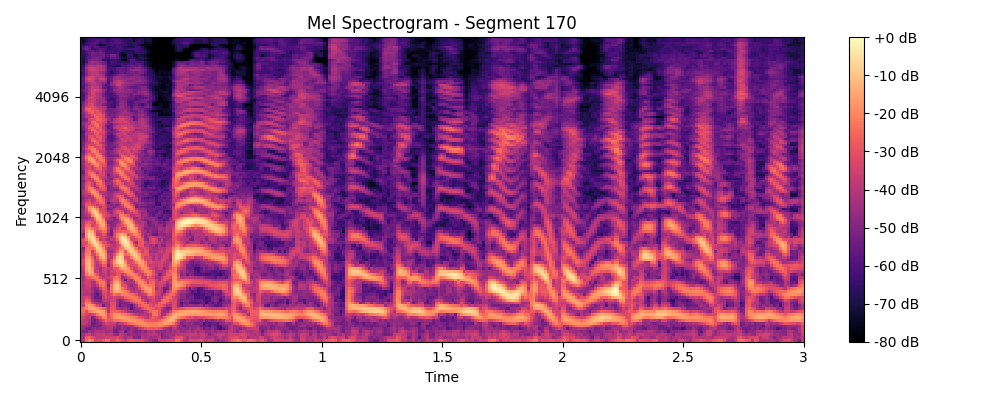 Mel Spectrogram - Segment 170
Frequency
4096
2048
1024
512
0
0
0.5
1
1.5
2
2.5
3
Time
+0 dB
-10 dB
-20 dB
-30 dB
-40 dB
-50 dB
-60 dB
-70 dB
-80 dB